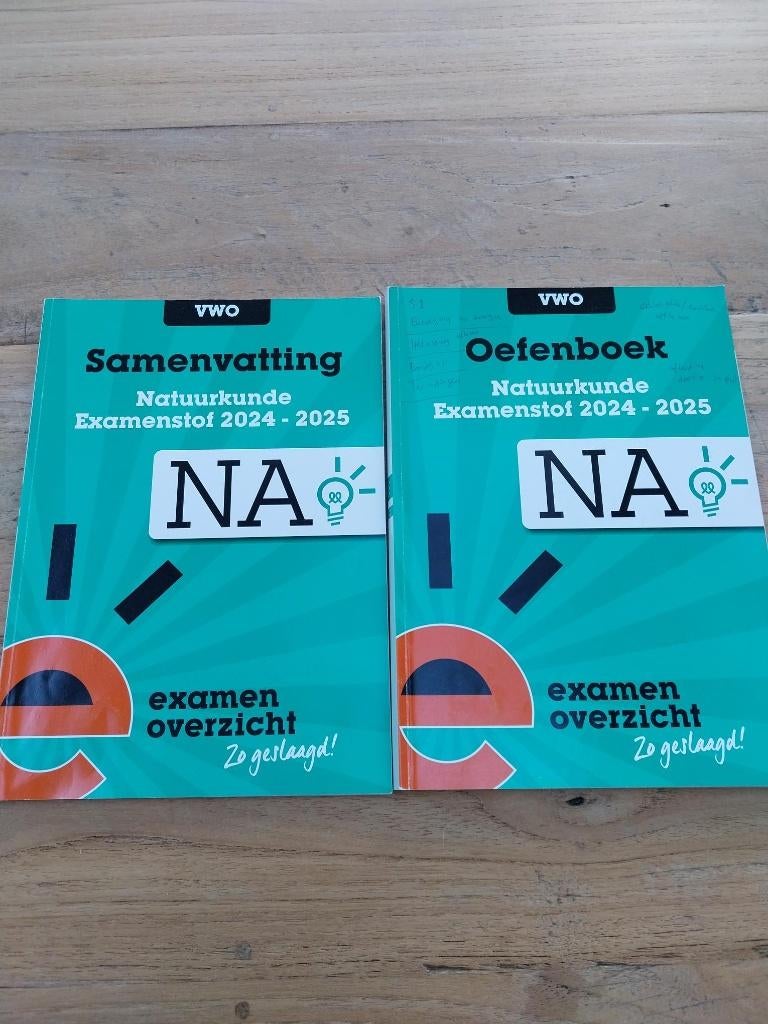 VWO
Samenvatting
Natuurkunde
Examenstof 2024 - 2025
NA
examen
overzicht
Zo geslaagd!
VWO
Oefenboek
Natuurkunde
Examenstof 2024 - 2025
NA
examen
overzicht
Zo geslaagd!